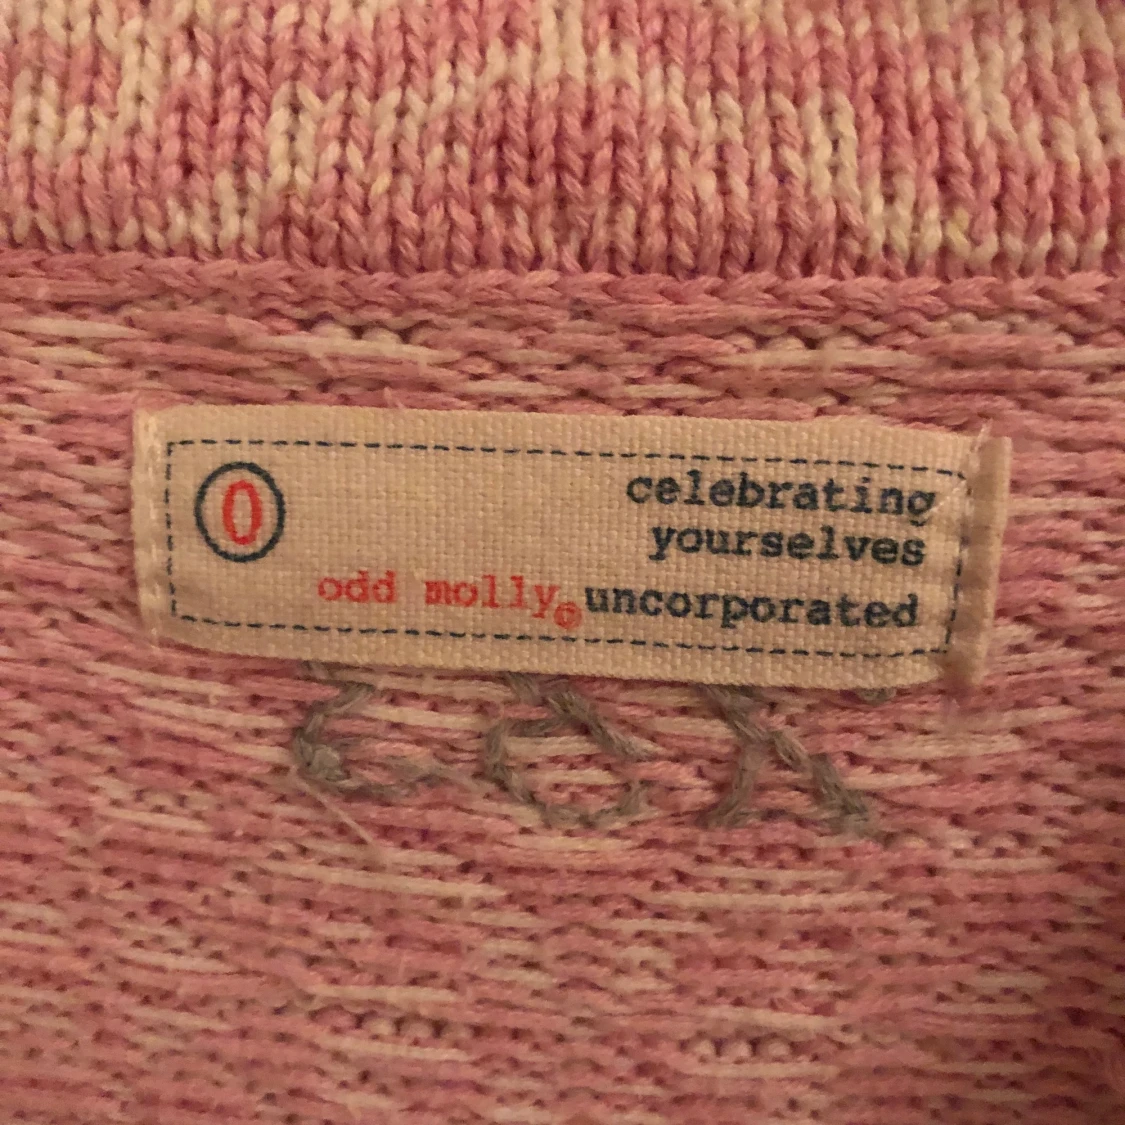 0
celebrating
yourselves
odd molly® uncorporated